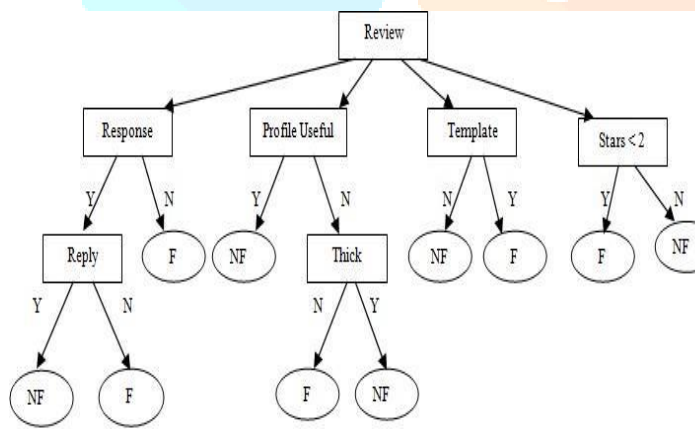 Review
Response
Profile Useful
Template
Stars < 2
Y
N
Y
N
N
Y
Y
N
Reply
F
NF
Thick
NF
F
F
NF
Y
N
N
Y
NF
F
F
NF